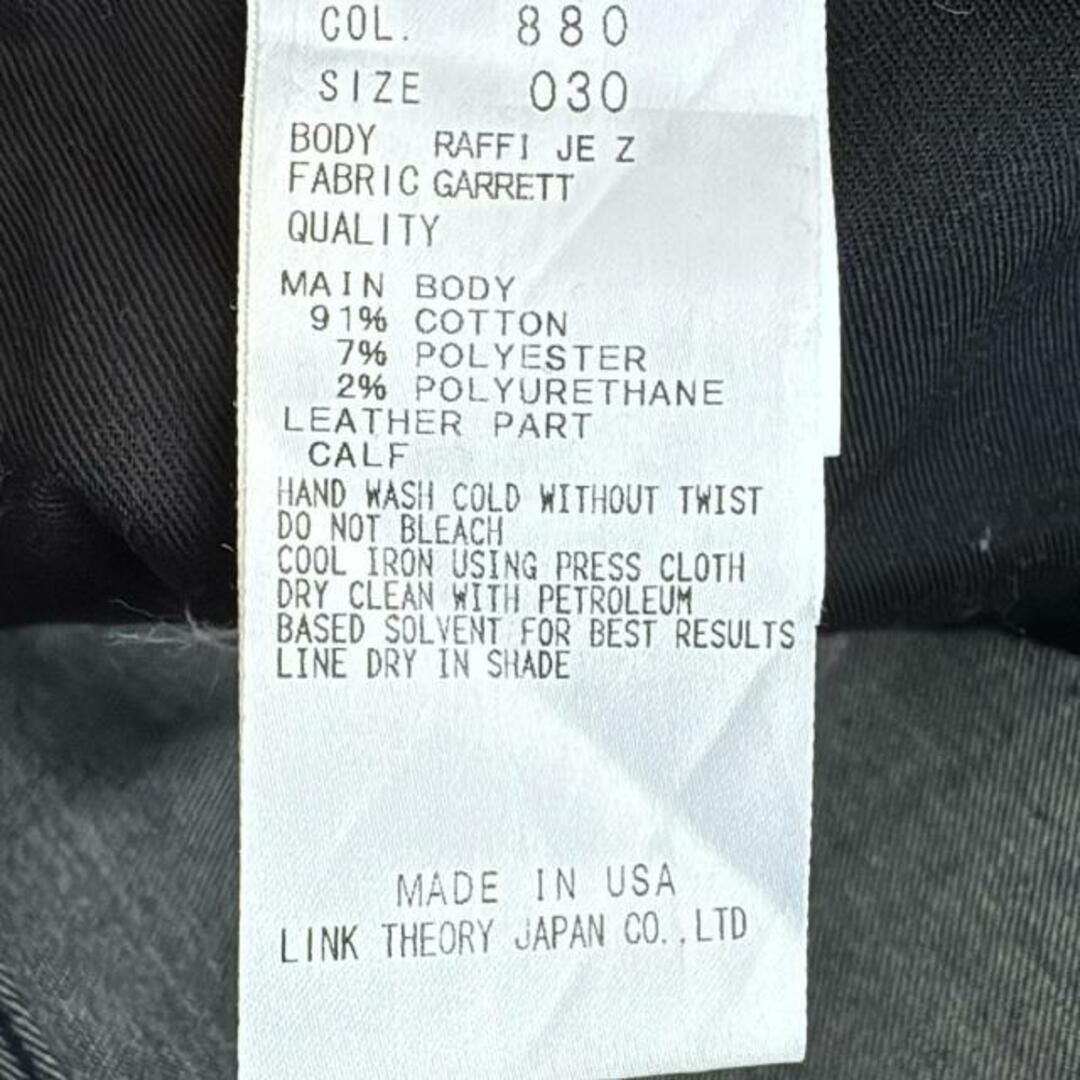 COL. 880
SIZE 030
BODY RAFFI JE Z
FABRIC GARRETT
QUALITY
MAIN BODY
91% COTTON
7% POLYESTER
2% POLYURETHANE
LEATHER PART
CALF
HAND WASH COLD WITHOUT TWIST
DO NOT BLEACH
COOL IRON USING PRESS CLOTH
DRY CLEAN WITH PETROLEUM
BASED SOLVENT FOR BEST RESULTS
LINE DRY IN SHADE
MADE IN USA
LINK THEORY JAPAN CO.,LTD